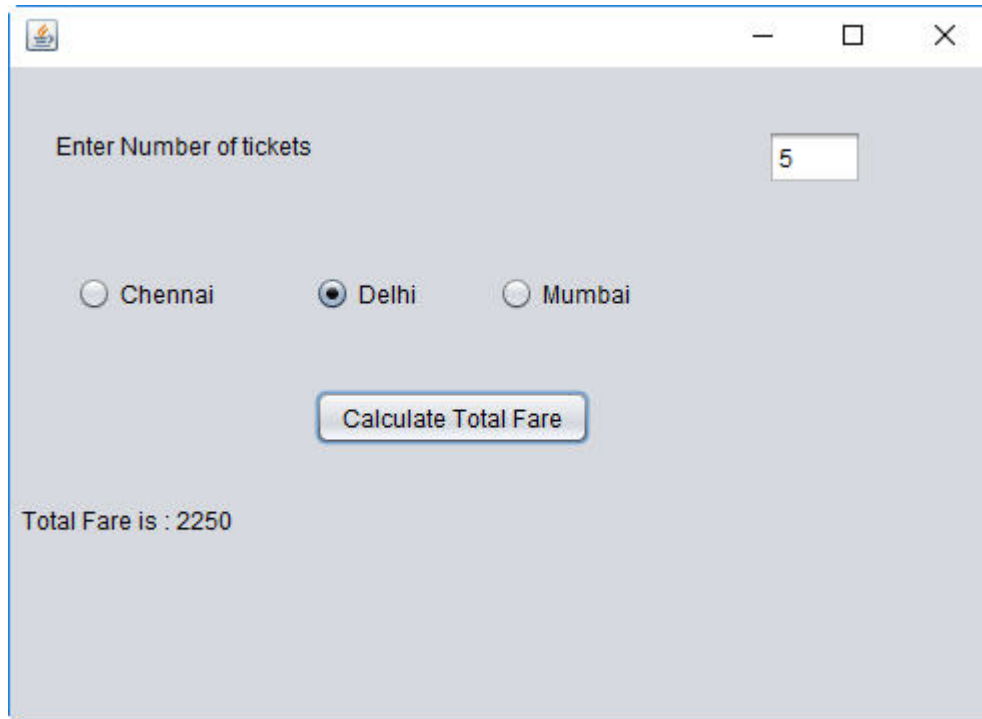 Enter Number of tickets 5
Chennai Delhi Mumbai
Calculate Total Fare
Total Fare is : 2250